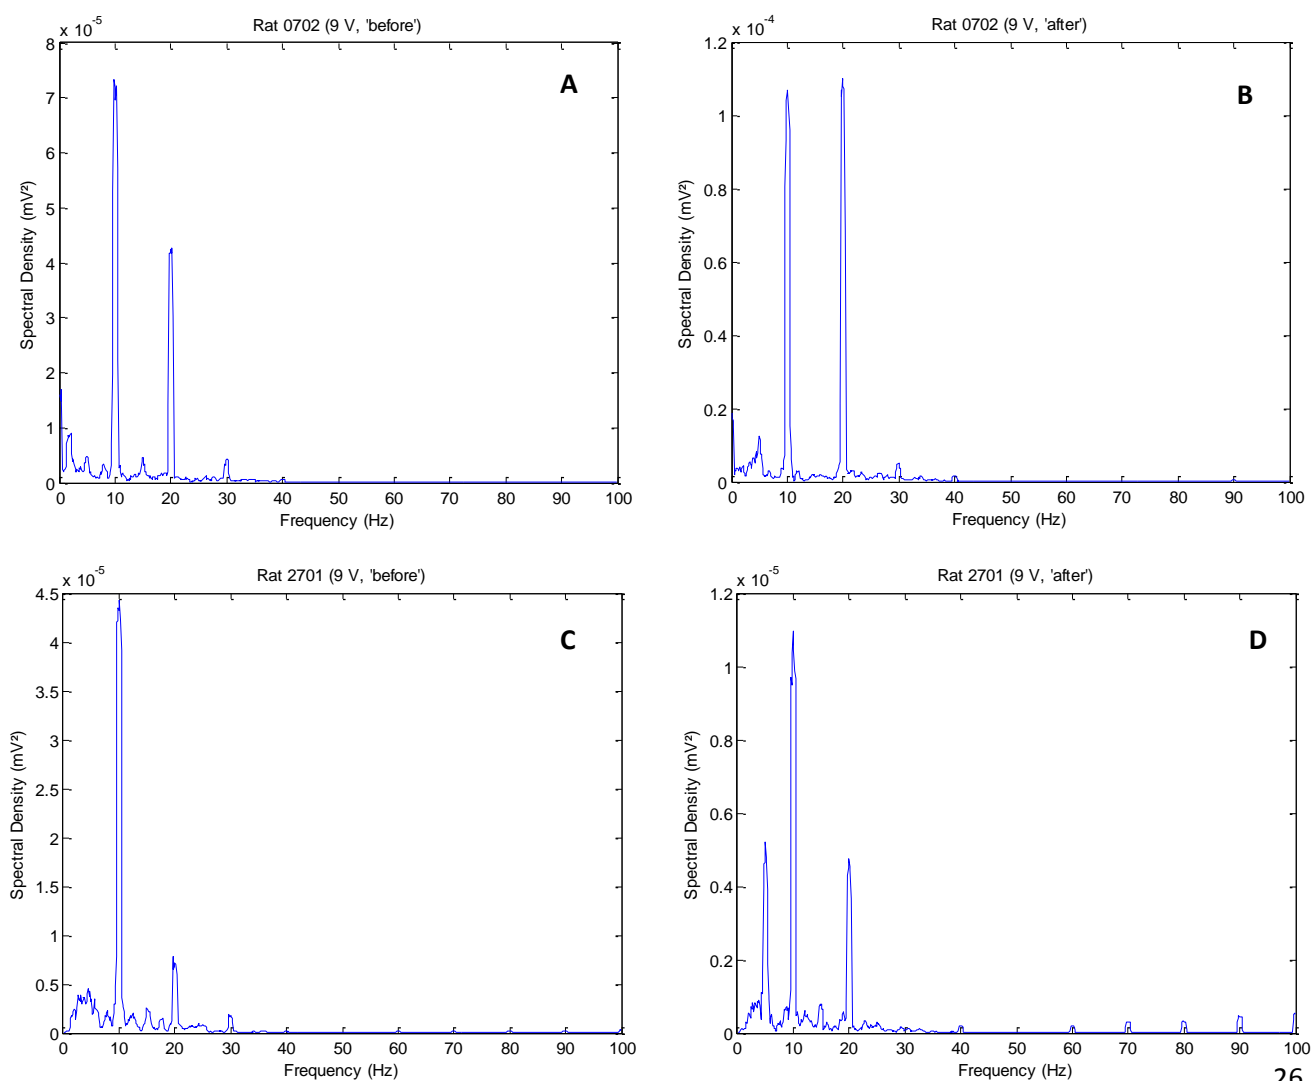 Rat 0702 (9 V, 'before')
x 10-5
A
8
7
6
5
4
3
2
1
0
Spectral Density (mV²)
0 10 20 30 40 50 60 70 80 90 100
Frequency (Hz)
Rat 0702 (9 V, 'after')
x 10-4
B
1.2
1
0.8
0.6
0.4
0.2
0
Spectral Density (mV²)
0 10 20 30 40 50 60 70 80 90 100
Frequency (Hz)
Rat 2701 (9 V, 'before')
x 10-5
C
4.5
4
3.5
3
2.5
2
1.5
1
0.5
0
Spectral Density (mV²)
0 10 20 30 40 50 60 70 80 90 100
Frequency (Hz)
Rat 2701 (9 V, 'after')
x 10-5
D
1.2
1
0.8
0.6
0.4
0.2
0
Spectral Density (mV²)
0 10 20 30 40 50 60 70 80 90 100
Frequency (Hz)
26